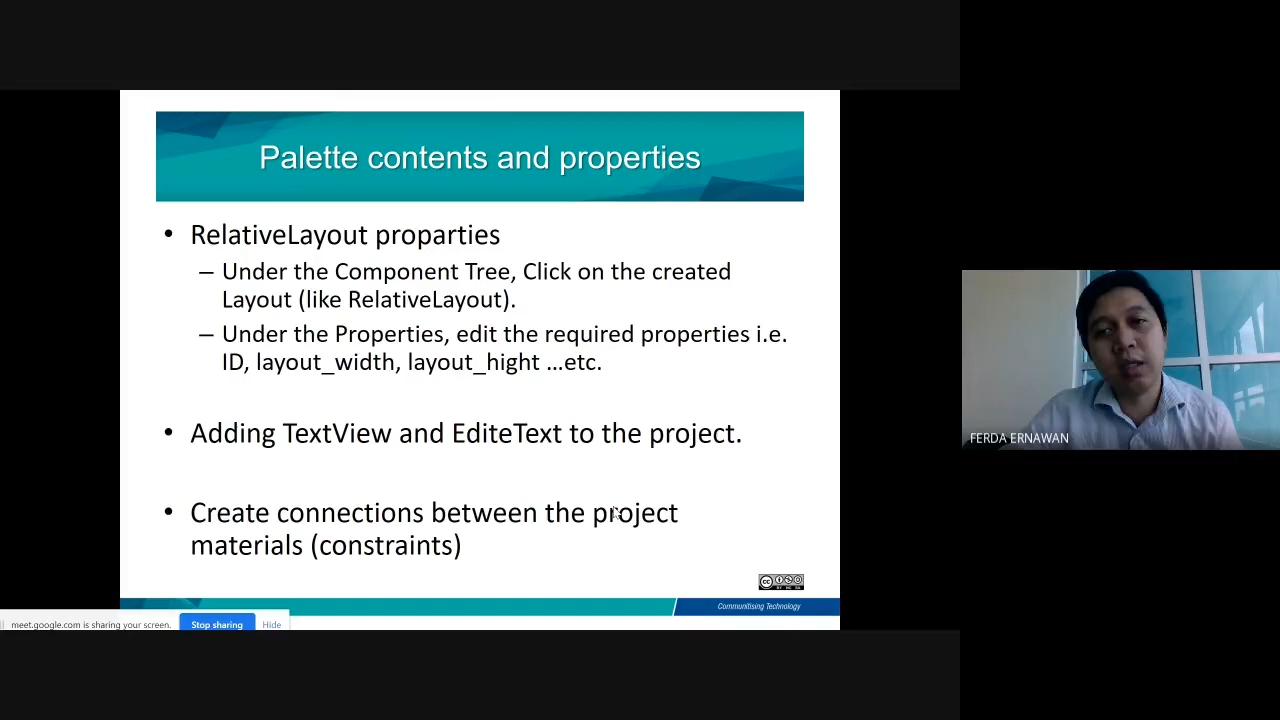 Palette contents and properties
• RelativeLayout proparties
– Under the Component Tree, Click on the created
Layout (like RelativeLayout).
– Under the Properties, edit the required properties i.e.
ID, layout_width, layout_hight ...etc.
• Adding TextView and EditeText to the project.
• Create connections between the project
materials (constraints)
Communitising Technology
meet.google.com is sharing your screen.
Stop sharing
Hide
FERDA ERNAWAN